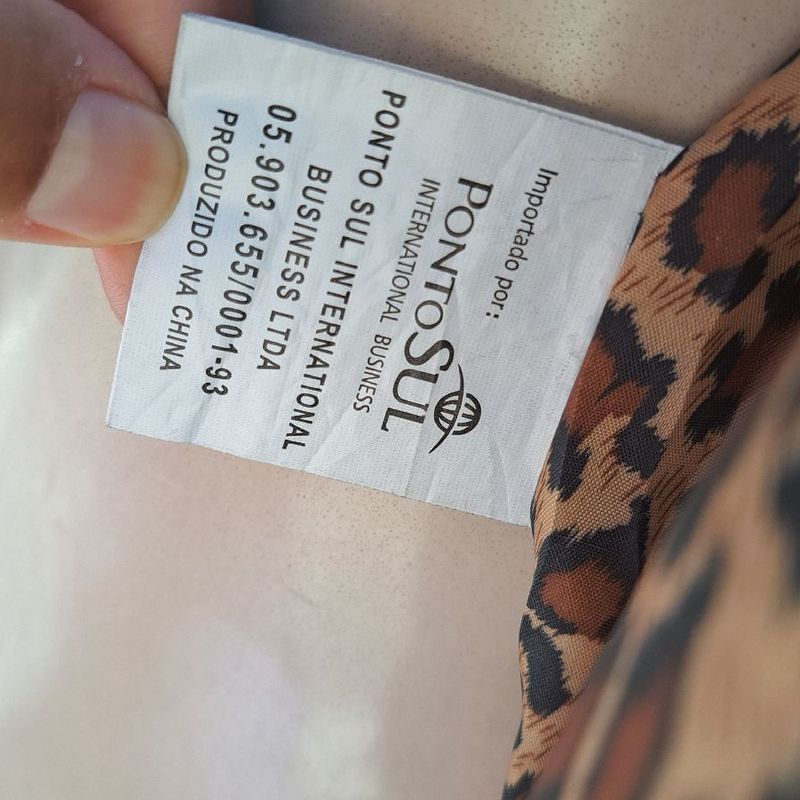 Importado por:
PONTO SUL
INTERNATIONAL BUSINESS
PONTO SUL INTERNATIONAL
BUSINESS LTDA
05.903.655/0001-93
PRODUZIDO NA CHINA